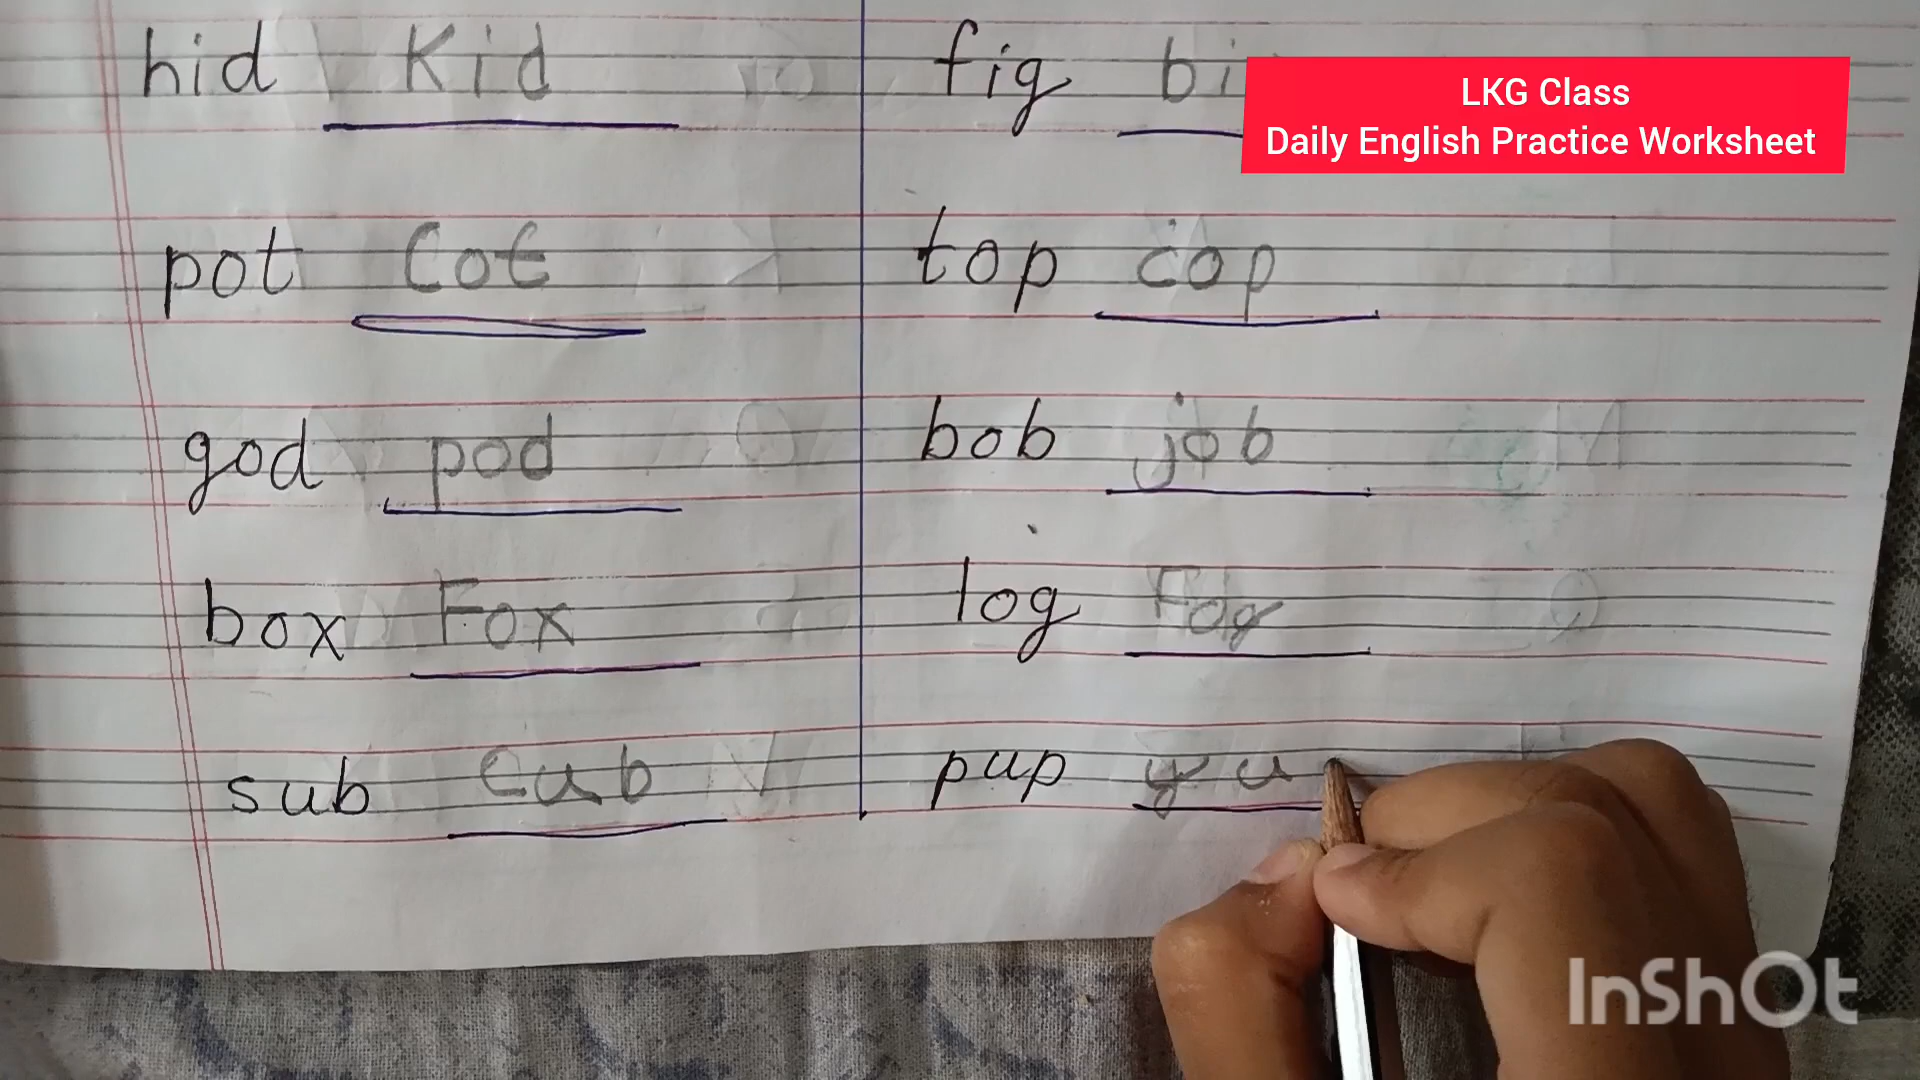 hid Kid fig
LKG Class
Daily English Practice Worksheet
pot Cot top cop
god pod bob job
box Fox log Fog
sub Cub pup yu
InShOt